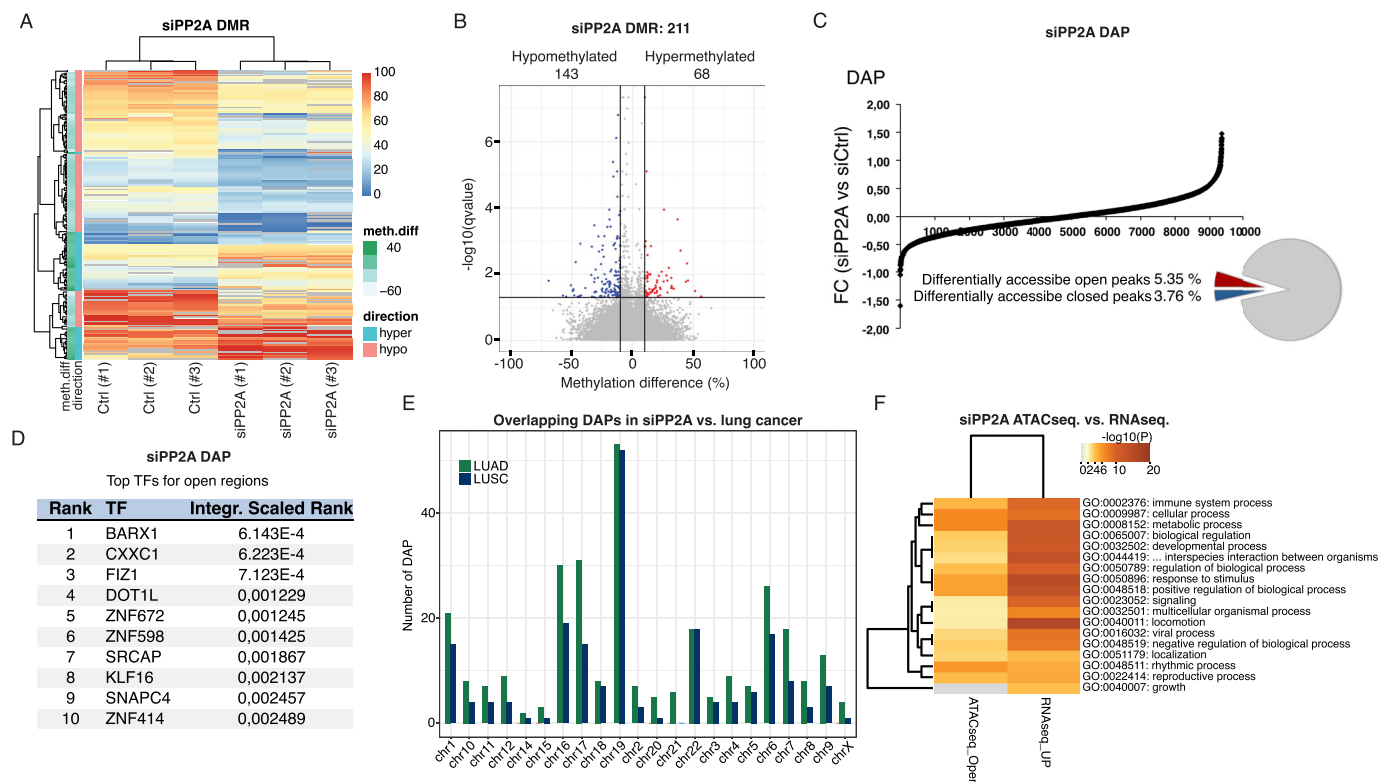 A
siPP2A DMR
100
80
60
40
20
0
meth.diff
40
−60
direction
hyper
hypo
meth.diff
direction
Ctrl (#1)
Ctrl (#2)
Ctrl (#3)
siPP2A (#1)
siPP2A (#2)
siPP2A (#3)
B
siPP2A DMR: 211
Hypomethylated
143
Hypermethylated
68
-log10(qvalue)
6
4
2
0
-100
-50
0
50
100
Methylation difference (%)
C
siPP2A DAP
DAP
FC (siPP2A vs siCtrl)
2,00
1,50
1,00
0,50
0,00
-0,50
-1,00
-1,50
-2,00
1000 2000 3000 4000 5000 6000 7000 8000 9000 10000
Differentially accessibe open peaks 5.35 %
Differentially accessibe closed peaks 3.76 %
D
siPP2A DAP
Top TFs for open regions
Rank TF Integr. Scaled Rank
1 BARX1 6.143E-4
2 CXXC1 6.223E-4
3 FIZ1 7.123E-4
4 DOT1L 0,001229
5 ZNF672 0,001245
6 ZNF598 0,001425
7 SRCAP 0,001867
8 KLF16 0,002137
9 SNAPC4 0,002457
10 ZNF414 0,002489
E
Overlapping DAPs in siPP2A vs. lung cancer
LUAD
LUSC
Number of DAP
40
20
0
chr1
chr10
chr11
chr12
chr14
chr15
chr16
chr17
chr18
chr19
chr2
chr20
chr21
chr22
chr3
chr4
chr5
chr6
chr7
chr8
chr9
chrX
F
siPP2A ATACseq. vs. RNAseq.
-log10(P)
0 2 4 6 10 20
GO:0002376: immune system process
GO:0009987: cellular process
GO:0008152: metabolic process
GO:0065007: biological regulation
GO:0032502: developmental process
GO:0044419: ... interspecies interaction between organisms
GO:0050789: regulation of biological process
GO:0050896: response to stimulus
GO:0048518: positive regulation of biological process
GO:0023052: signaling
GO:0032501: multicellular organismal process
GO:0040011: locomotion
GO:0016032: viral process
GO:0048519: negative regulation of biological process
GO:0051179: localization
GO:0048511: rhythmic process
GO:0022414: reproductive process
GO:0040007: growth
ATACseq_Oper
RNAseq_UP